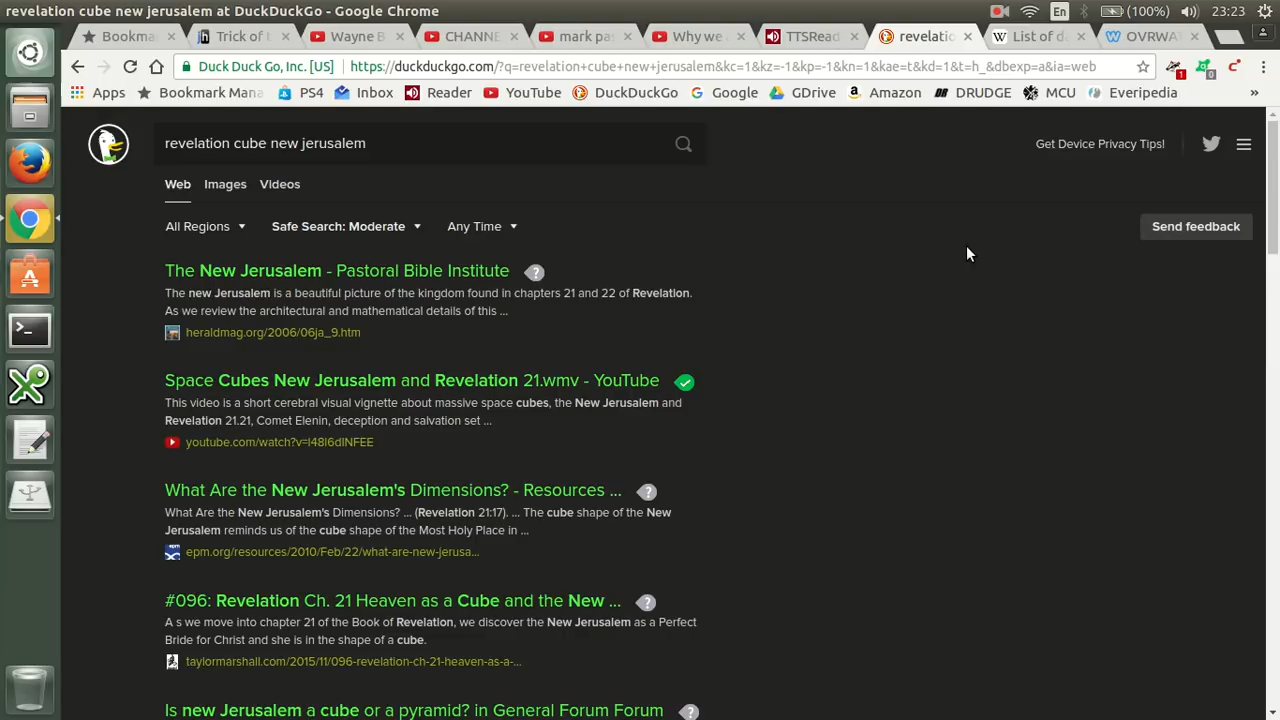 revelation cube new jerusalem at DuckDuckGo - Google Chrome
En
(100%)
23:23
Bookma
Trick of t
Wayne B
CHANNE
mark pa
Why we
TTSRead
revelatio
List of da
OVRWAT
Duck Duck Go, Inc. [US]
https://duckduckgo.com/?q=revelation+cube+new+jerusalem&kc=1&kz=-1&kp=-1&kn=1&kae=t&kd=1&t=h_&dbexp=a&ia=web
1
0
Apps
Bookmark Mana
PS4
Inbox
Reader
YouTube
DuckDuckGo
Google
GDrive
Amazon
DRUDGE
MCU
Everipedia
»
revelation cube new jerusalem
Get Device Privacy Tips!
Web
Images
Videos
All Regions
Safe Search: Moderate
Any Time
Send feedback
The New Jerusalem - Pastoral Bible Institute
The new Jerusalem is a beautiful picture of the kingdom found in chapters 21 and 22 of Revelation.
As we review the architectural and mathematical details of this ...
heraldmag.org/2006/06ja_9.htm
Space Cubes New Jerusalem and Revelation 21.wmv - YouTube
This video is a short cerebral visual vignette about massive space cubes, the New Jerusalem and
Revelation 21.21, Comet Elenin, deception and salvation set ...
youtube.com/watch?v=l48l6dINFEE
What Are the New Jerusalem's Dimensions? - Resources ...
What Are the New Jerusalem's Dimensions? ... (Revelation 21:17). ... The cube shape of the New
Jerusalem reminds us of the cube shape of the Most Holy Place in ...
epm.org/resources/2010/Feb/22/what-are-new-jerusa...
#096: Revelation Ch. 21 Heaven as a Cube and the New ...
A s we move into chapter 21 of the Book of Revelation, we discover the New Jerusalem as a Perfect
Bride for Christ and she is in the shape of a cube.
taylormarshall.com/2015/11/096-revelation-ch-21-heaven-as-a-...
Is new Jerusalem a cube or a pyramid? in General Forum Forum